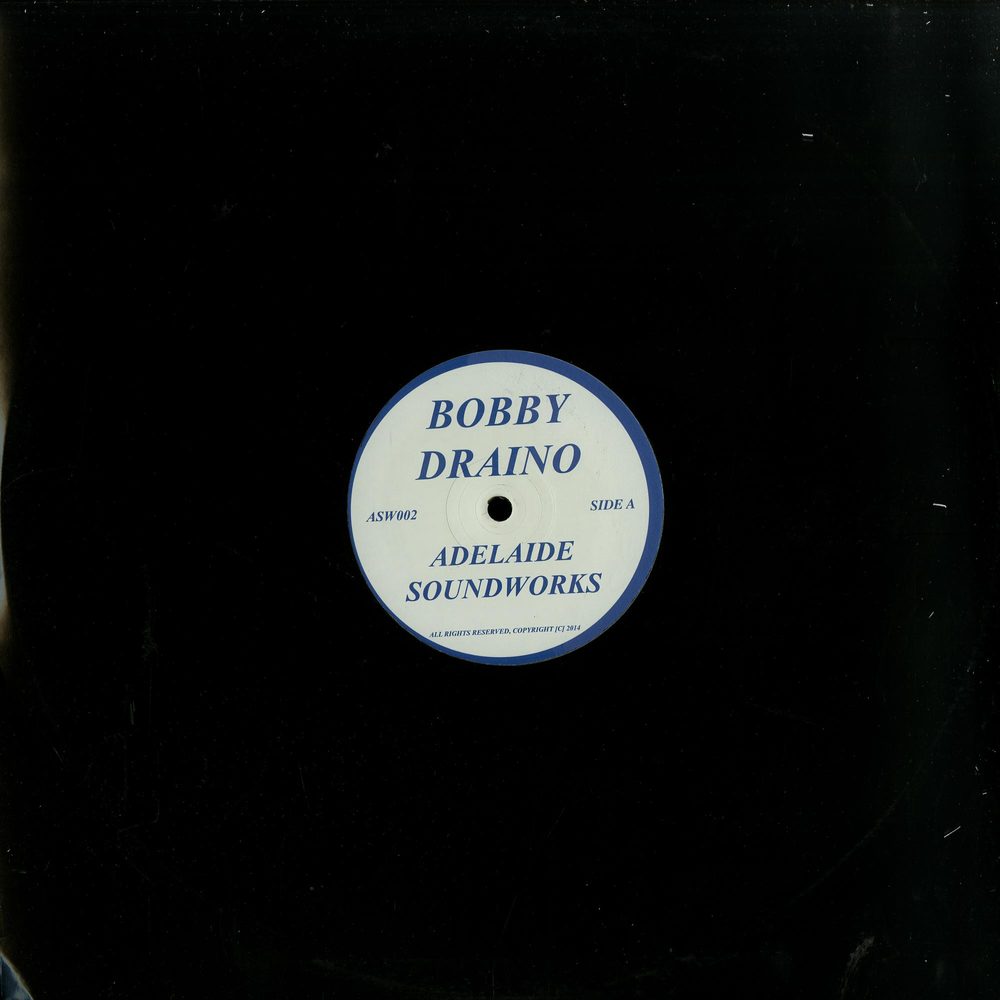 BOBBY
DRAINO
ASW002
SIDE A
ADELAIDE
SOUNDWORKS
ALL RIGHTS RESERVED, COPYRIGHT [C] 2014